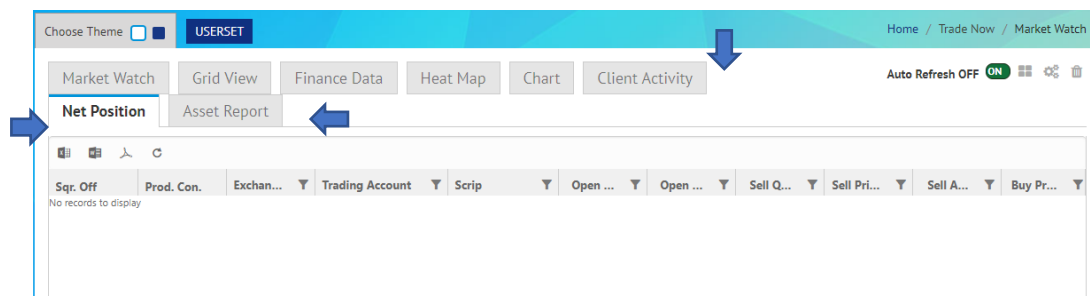 Choose Theme USERSET Home / Trade Now / Market Watch
Market Watch Grid View Finance Data Heat Map Chart Client Activity Auto Refresh OFF ON
Net Position Asset Report
Sqr. Off Prod. Con. Exchan... Trading Account Scrip Open ... Open ... Sell Q... Sell Pri... Sell A... Buy Pr...
No records to display